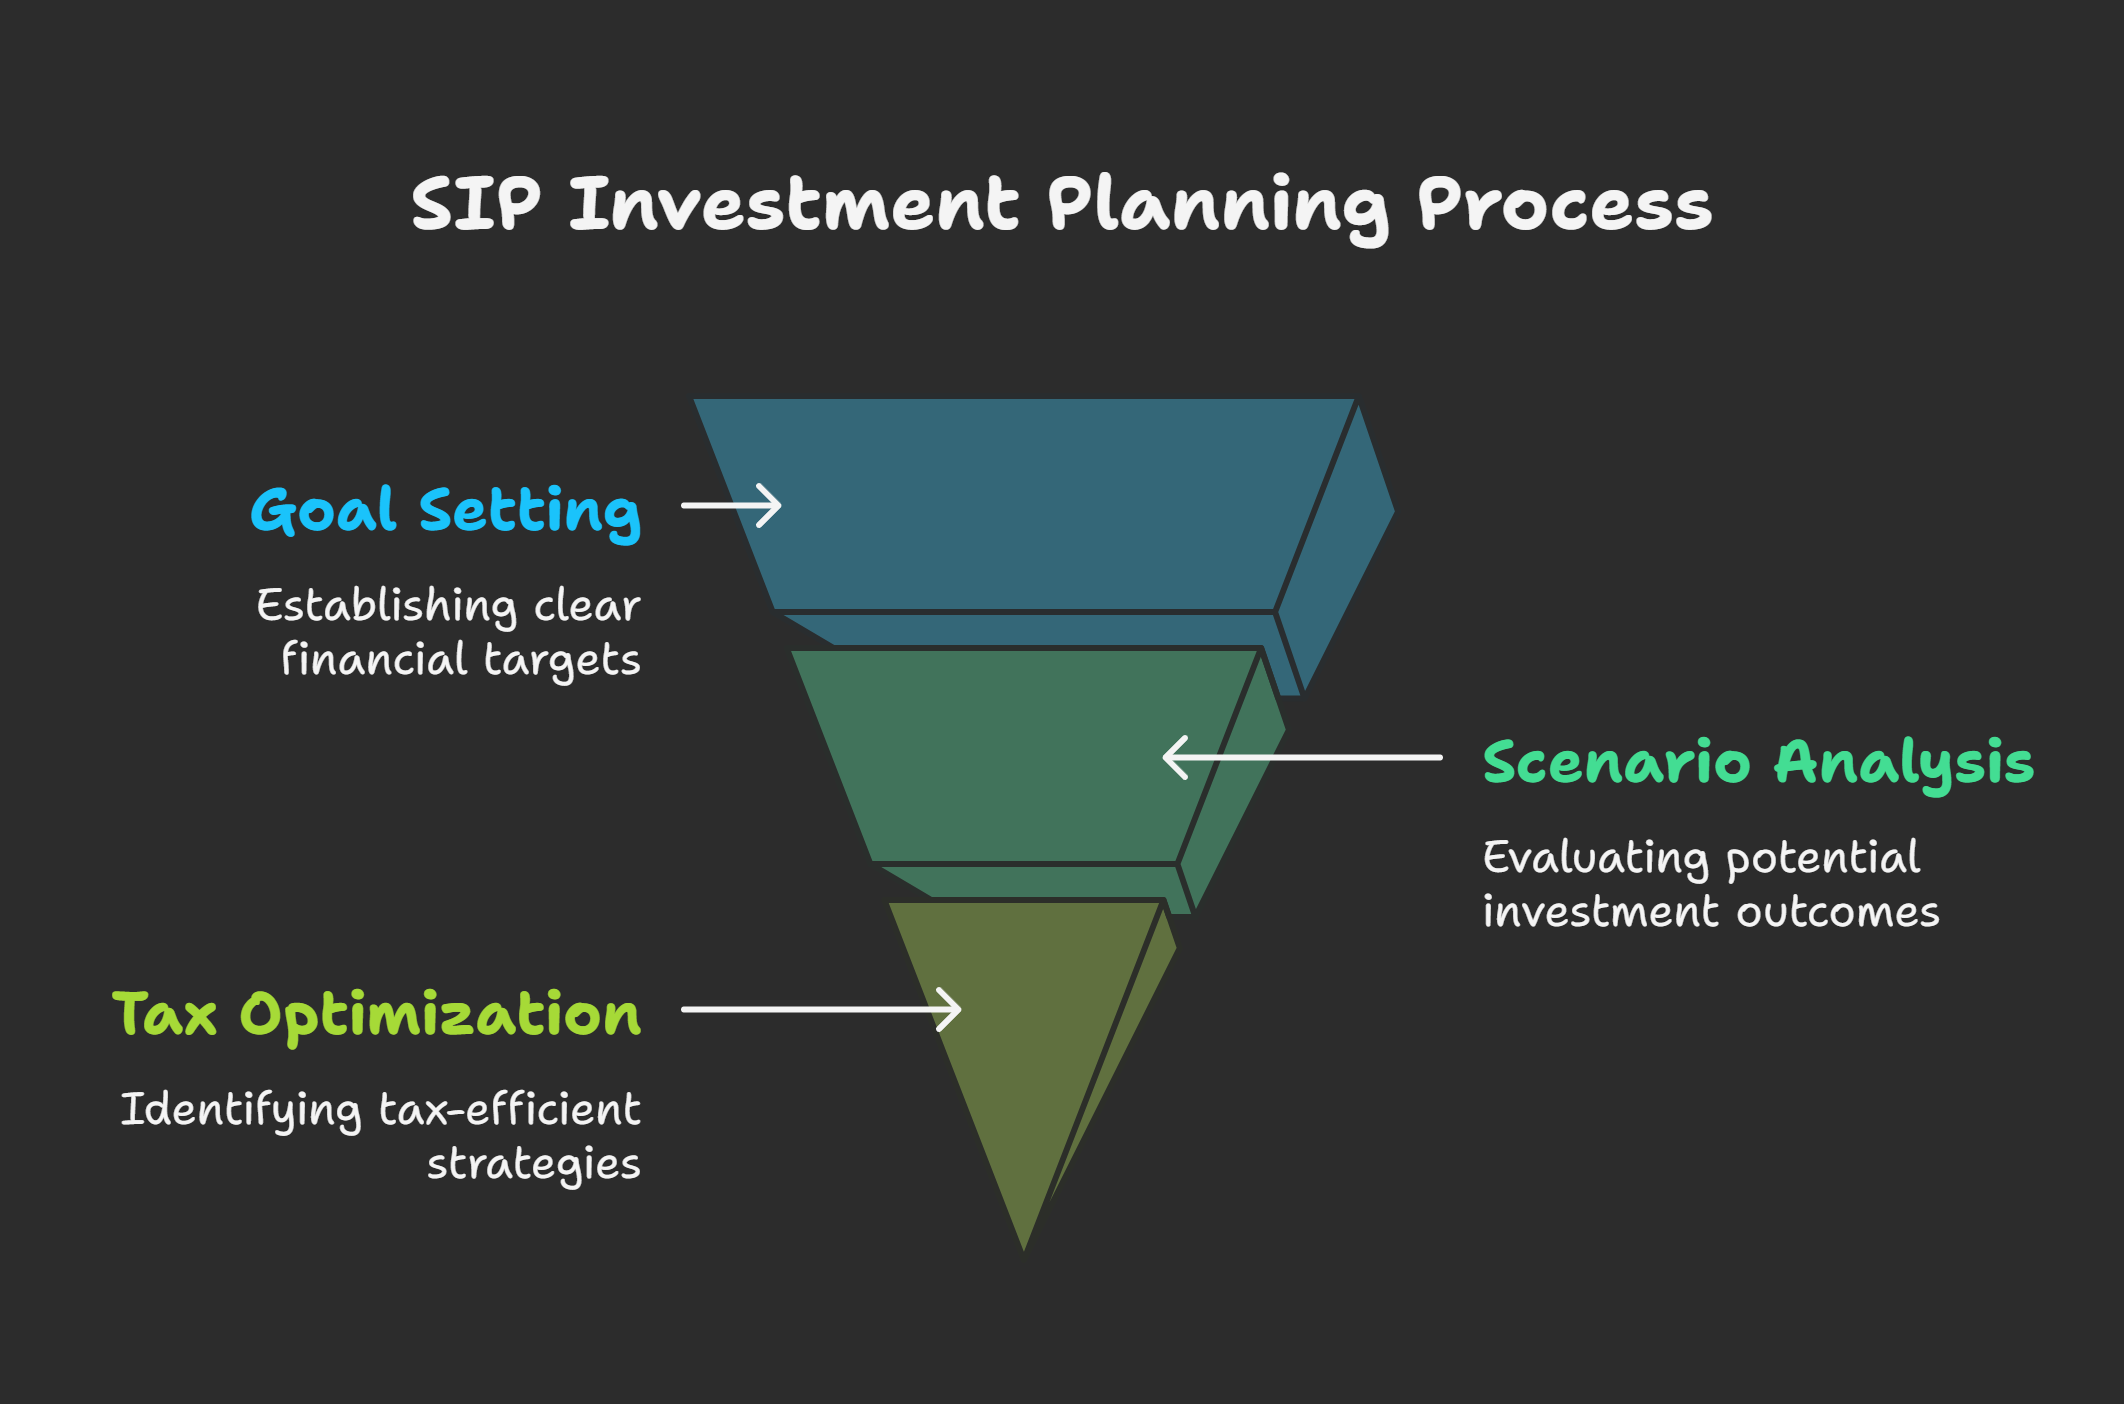 SIP Investment Planning Process
Goal Setting
Establishing clear
financial targets
Scenario Analysis
Evaluating potential
investment outcomes
Tax Optimization
Identifying tax-efficient
strategies